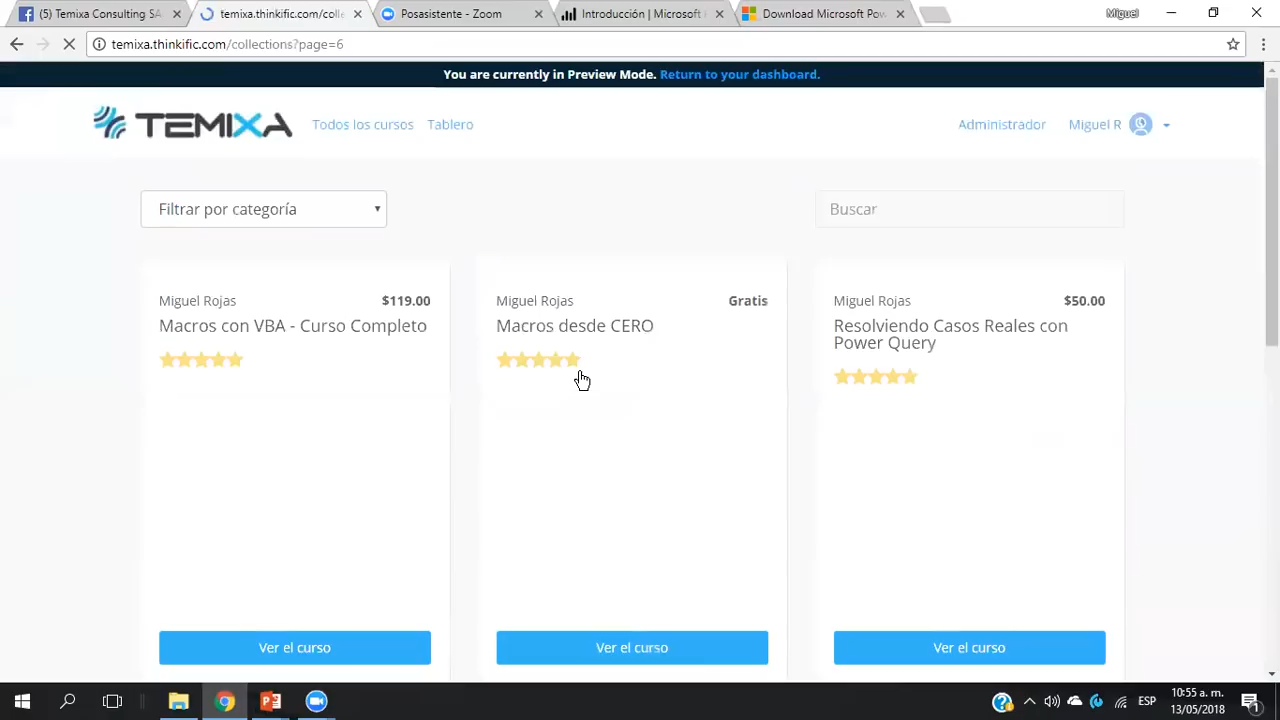 (5) Temixa Consulting SA
temixa.thinkific.com/colle
Posasistente - Zoom
Introducción | Microsoft
Download Microsoft Pow
Miguel
temixa.thinkific.com/collections?page=6
You are currently in Preview Mode. Return to your dashboard.
TEMIXA
Todos los cursos
Tablero
Administrador
Miguel R
Filtrar por categoría
Buscar
Miguel Rojas
$119.00
Macros con VBA - Curso Completo
Ver el curso
Miguel Rojas
Gratis
Macros desde CERO
Ver el curso
Miguel Rojas
$50.00
Resolviendo Casos Reales con
Power Query
Ver el curso
ESP
10:55 a. m.
13/05/2018